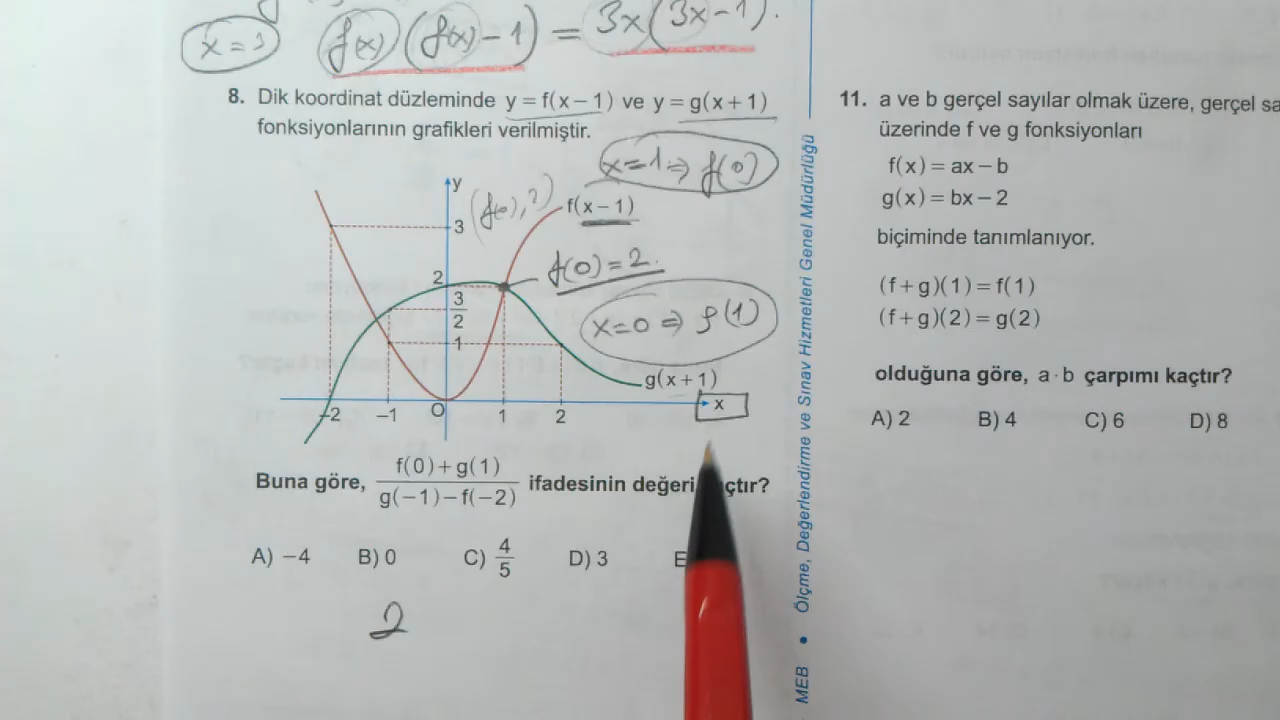 x = 3 f(x) (f(x) - 1) = 3x(3x-1).
8. Dik koordinat düzleminde y = f(x − 1) ve y = g(x + 1)
fonksiyonlarının grafikleri verilmiştir.
x=1 ⇒ f(0)
y
(f(0), 2)
f(x − 1)
3
f(0) = 2.
2
3
2
x=0 ⇒ g(1)
1
g(x + 1)
−2 −1 O 1 2 x
Buna göre, f(0) + g(1) / g(−1) − f(−2) ifadesinin değeri
çtır?
A) −4 B) 0 C) 4/5 D) 3 E
2
MEB • Ölçme, Değerlendirme ve Sınav Hizmetleri Genel Müdürlüğü
11. a ve b gerçel sayılar olmak üzere, gerçel sa
üzerinde f ve g fonksiyonları
f(x) = ax − b
g(x) = bx − 2
biçiminde tanımlanıyor.
(f + g)(1) = f(1)
(f + g)(2) = g(2)
olduğuna göre, a · b çarpımı kaçtır?
A) 2 B) 4 C) 6 D) 8